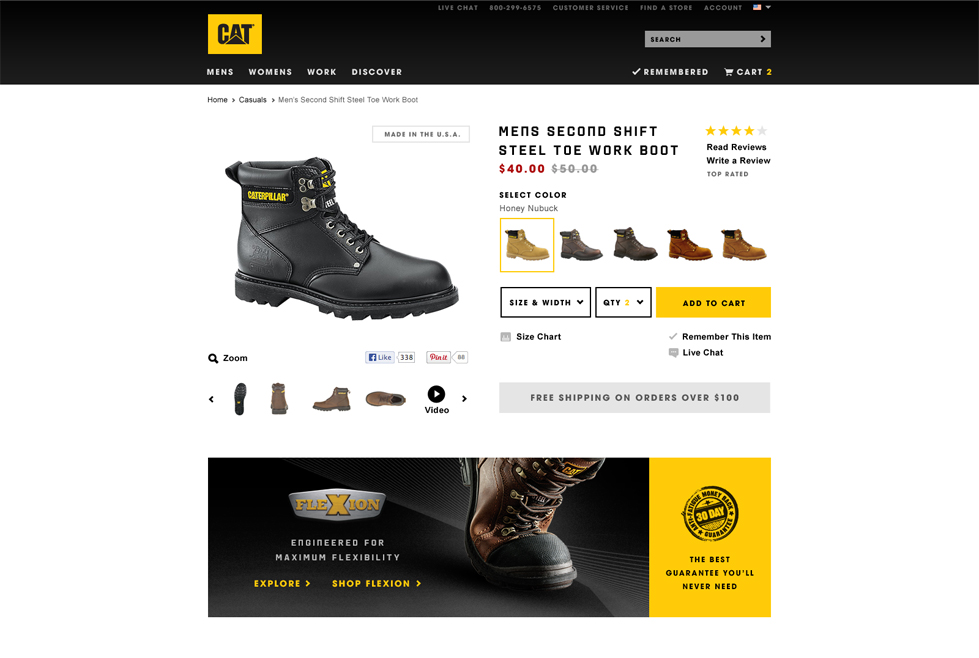 LIVE CHAT 800-299-6575 CUSTOMER SERVICE FIND A STORE ACCOUNT
CAT
SEARCH
MENS WOMENS WORK DISCOVER
REMEMBERED CART 2
Home > Casuals > Men's Second Shift Steel Toe Work Boot
MADE IN THE U.S.A.
CATERPILLAR
MENS SECOND SHIFT
STEEL TOE WORK BOOT
$40.00 $50.00
Read Reviews
Write a Review
TOP RATED
SELECT COLOR
Honey Nubuck
SIZE & WIDTH QTY 2 ADD TO CART
Size Chart
Remember This Item
Live Chat
Zoom
Like 338 Pin it 80
Video
FREE SHIPPING ON ORDERS OVER $100
FLEXION
ENGINEERED FOR
MAXIMUM FLEXIBILITY
EXPLORE > SHOP FLEXION >
CAT
FATIGUE MONEY BACK
30 DAY
GUARANTEE
THE BEST
GUARANTEE YOU'LL
NEVER NEED